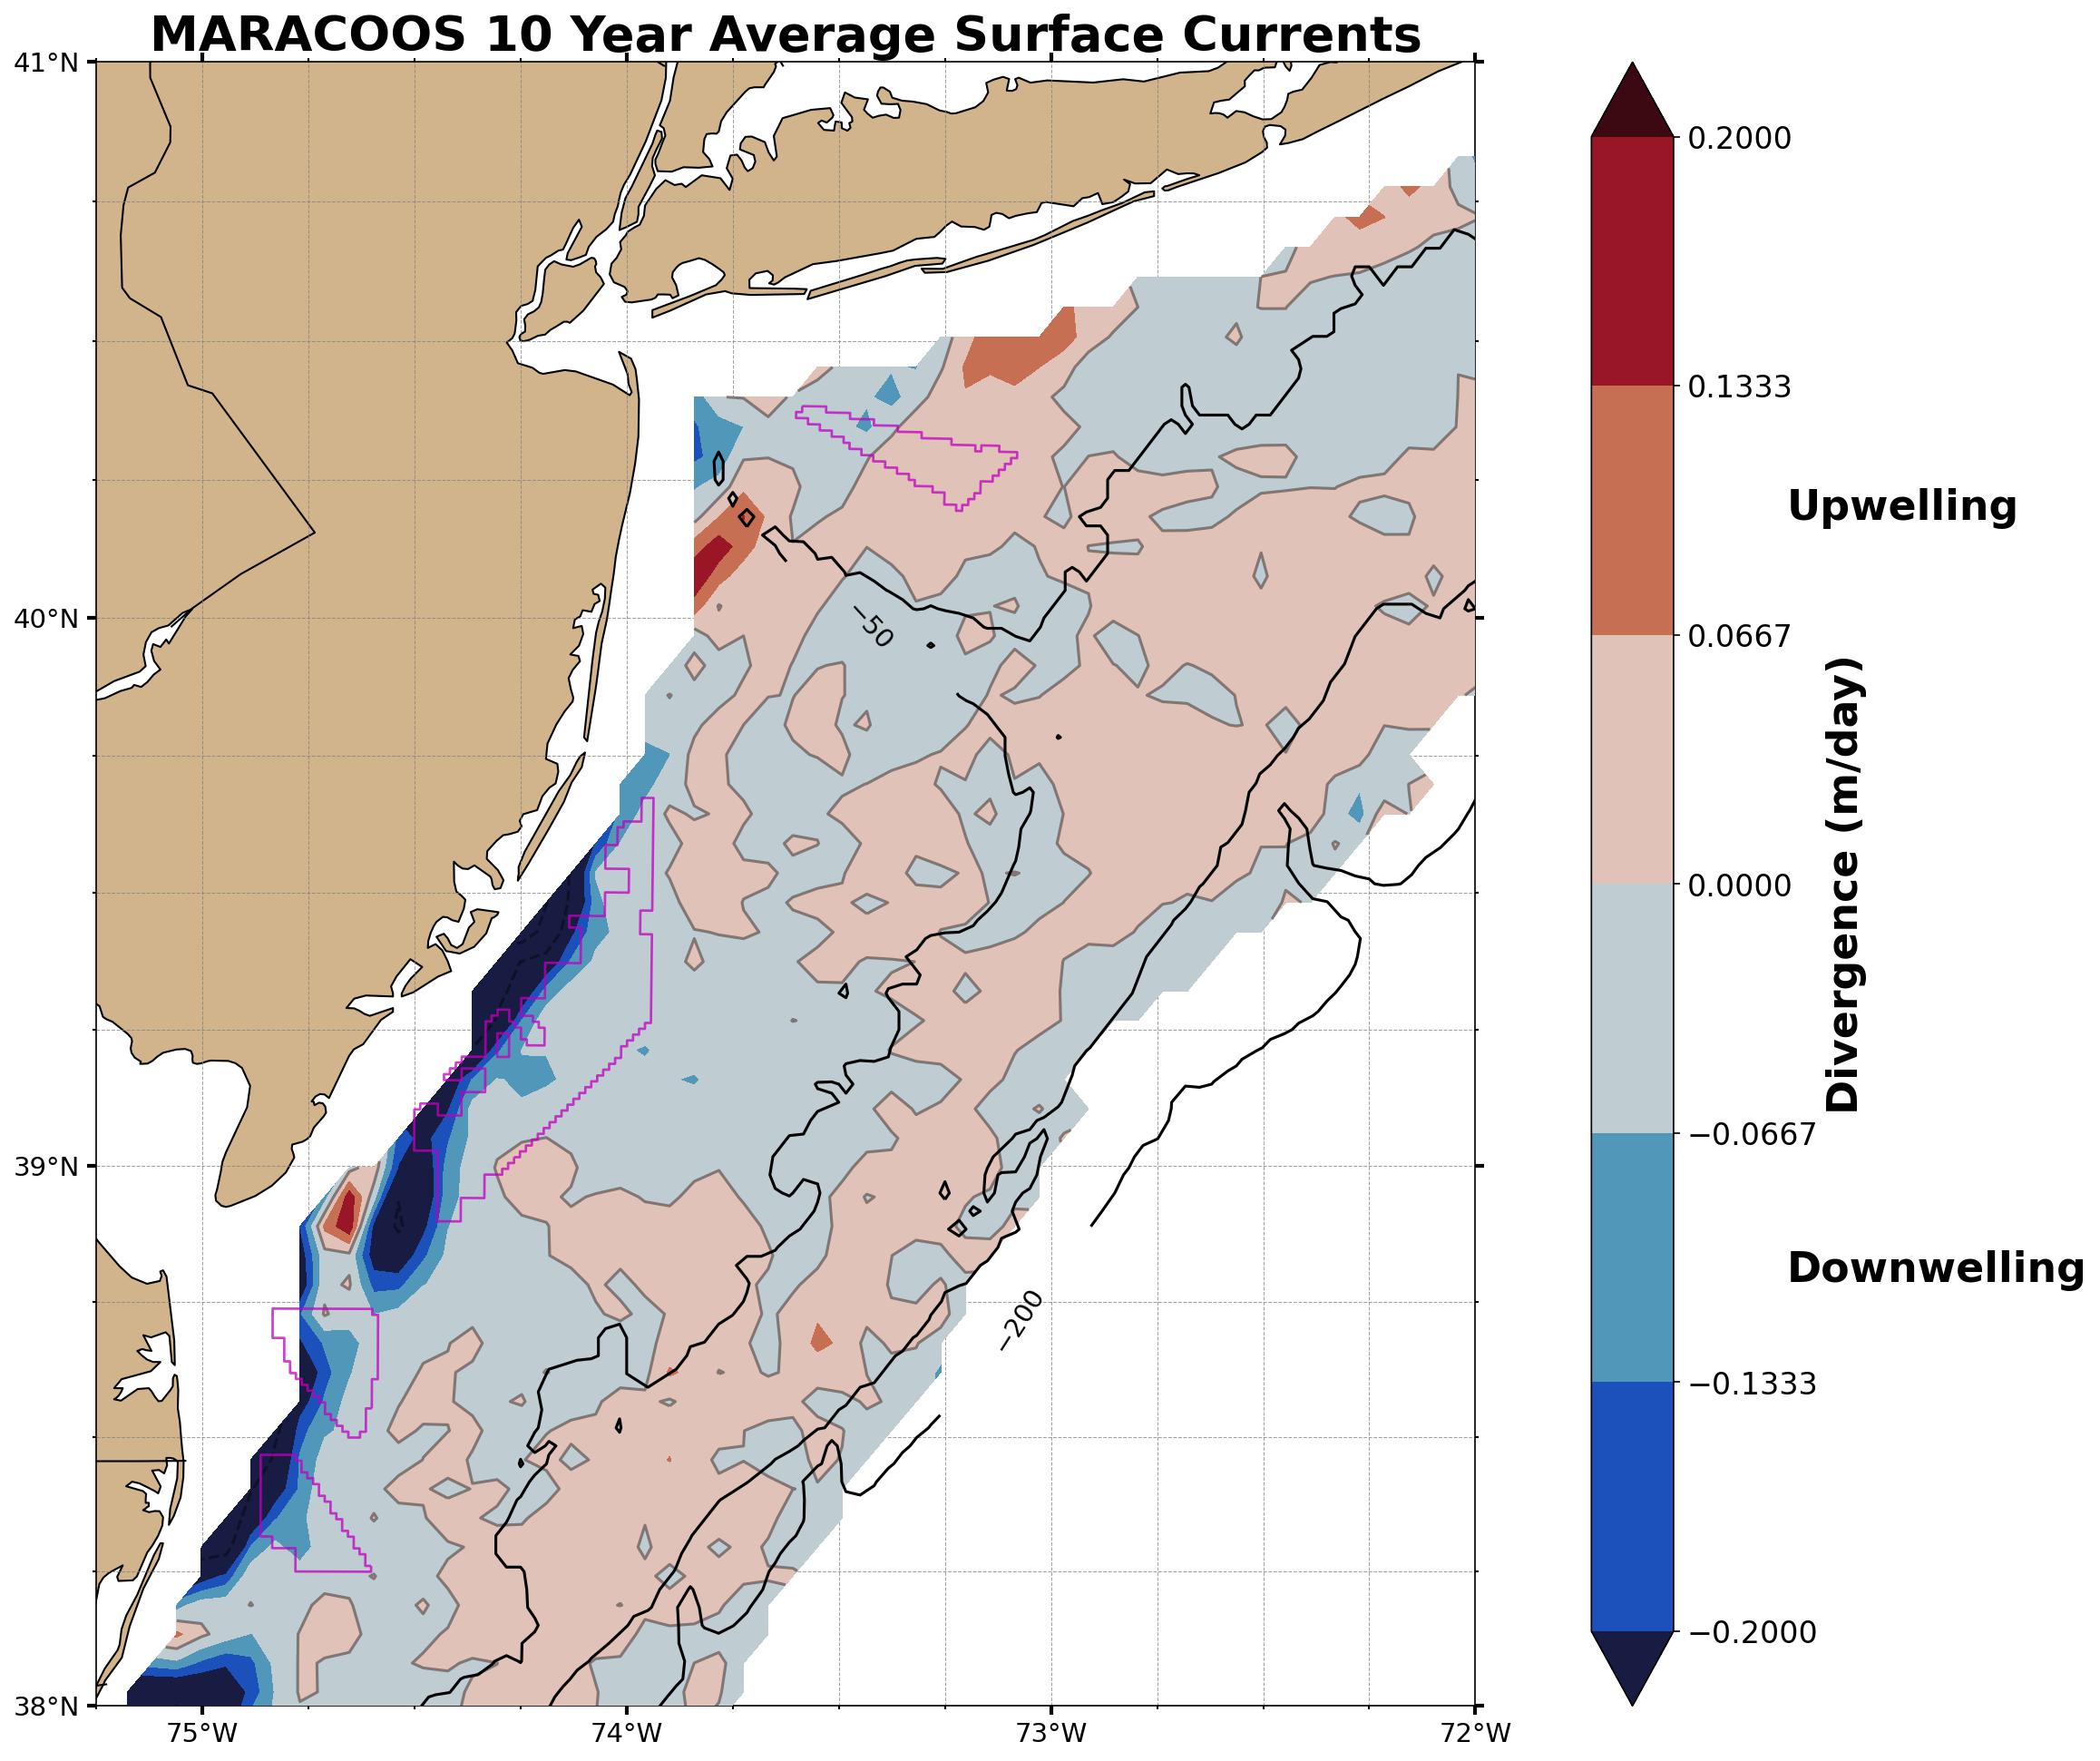 MARACOOS 10 Year Average Surface Currents
41°N
40°N
39°N
38°N
75°W
74°W
73°W
72°W
−50
−200
0.2000
0.1333
0.0667
0.0000
−0.0667
−0.1333
−0.2000
Upwelling
Divergence (m/day)
Downwelling